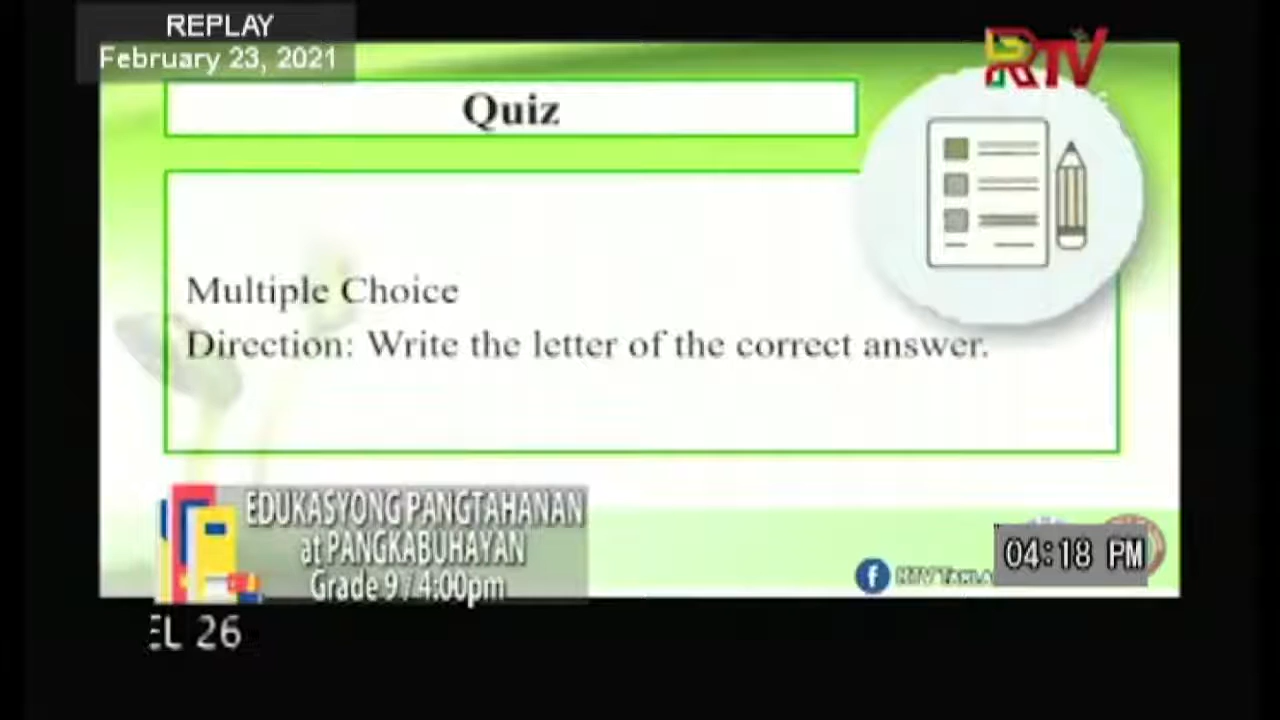 REPLAY
February 23, 2021
RTV
Quiz
Multiple Choice
Direction: Write the letter of the correct answer.
EDUKASYONG PANGTAHANAN
at PANGKABUHAYAN
Grade 9 / 4:00pm
04:18 PM
EL 26